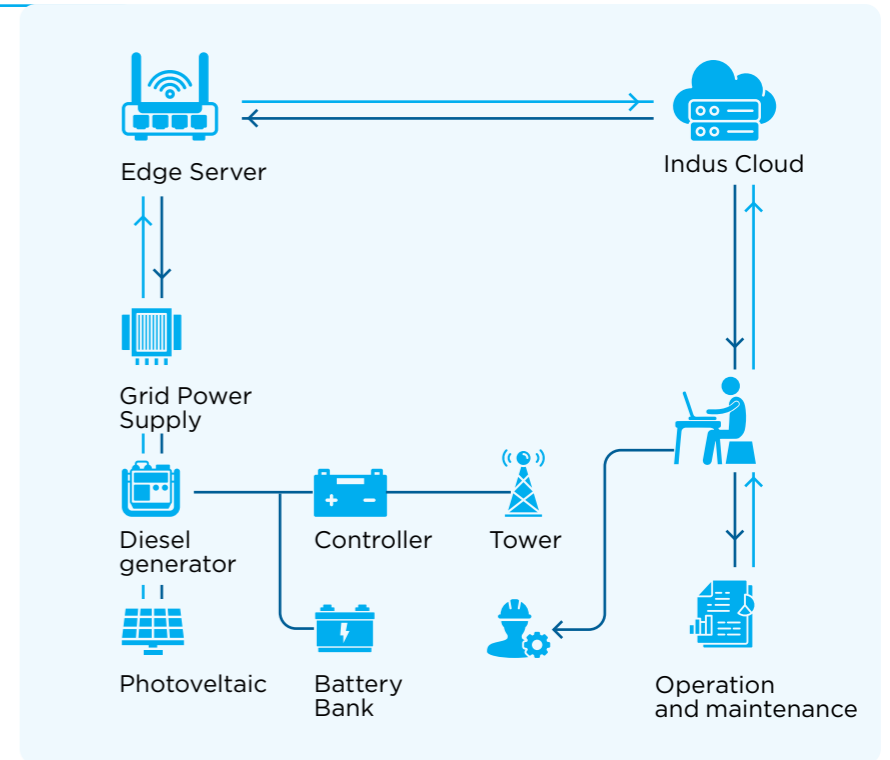 Edge Server
Indus Cloud
Grid Power
Supply
Diesel
generator
Controller
Tower
Photoveltaic
Battery
Bank
Operation
and maintenance